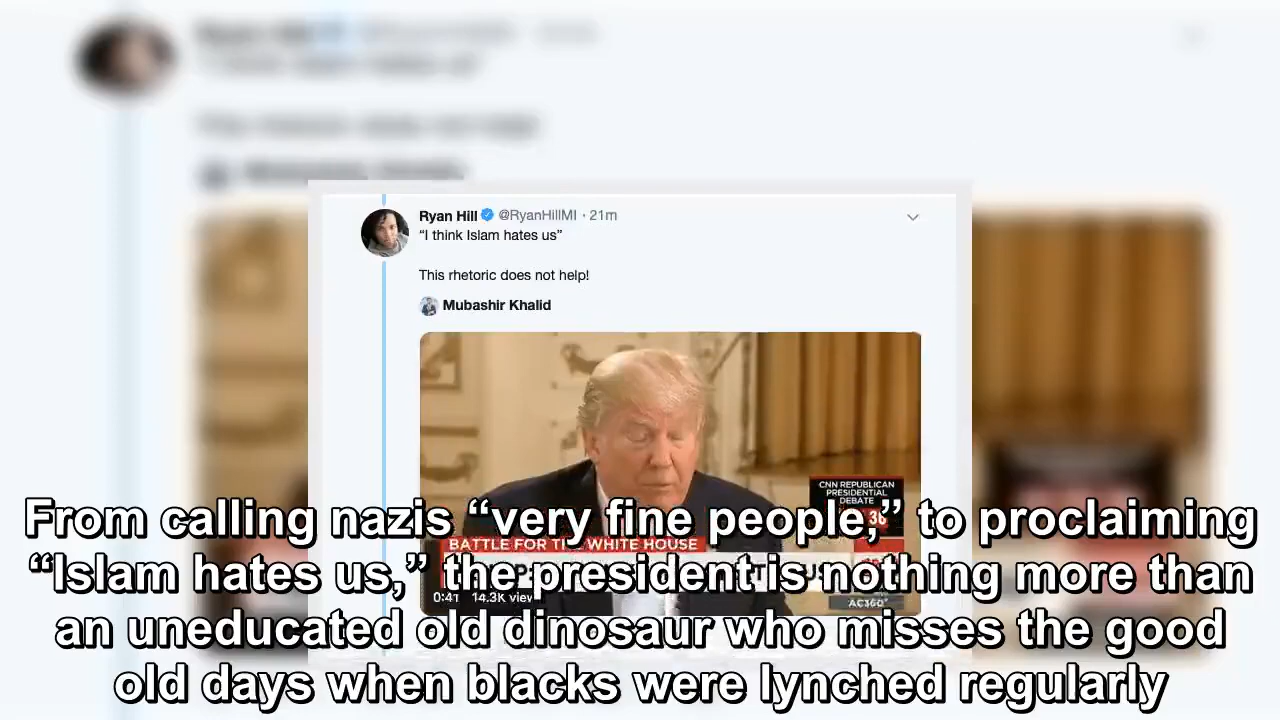 Ryan Hill @RyanHillMI · 21m
“I think Islam hates us”
This rhetoric does not help!
Mubashir Khalid
CNN REPUBLICAN
PRESIDENTIAL
DEBATE
BATTLE FOR THE WHITE HOUSE
0:41 14.3K view
AC360°
From calling nazis “very fine people,” to proclaiming
“Islam hates us,” the president is nothing more than
an uneducated old dinosaur who misses the good
old days when blacks were lynched regularly